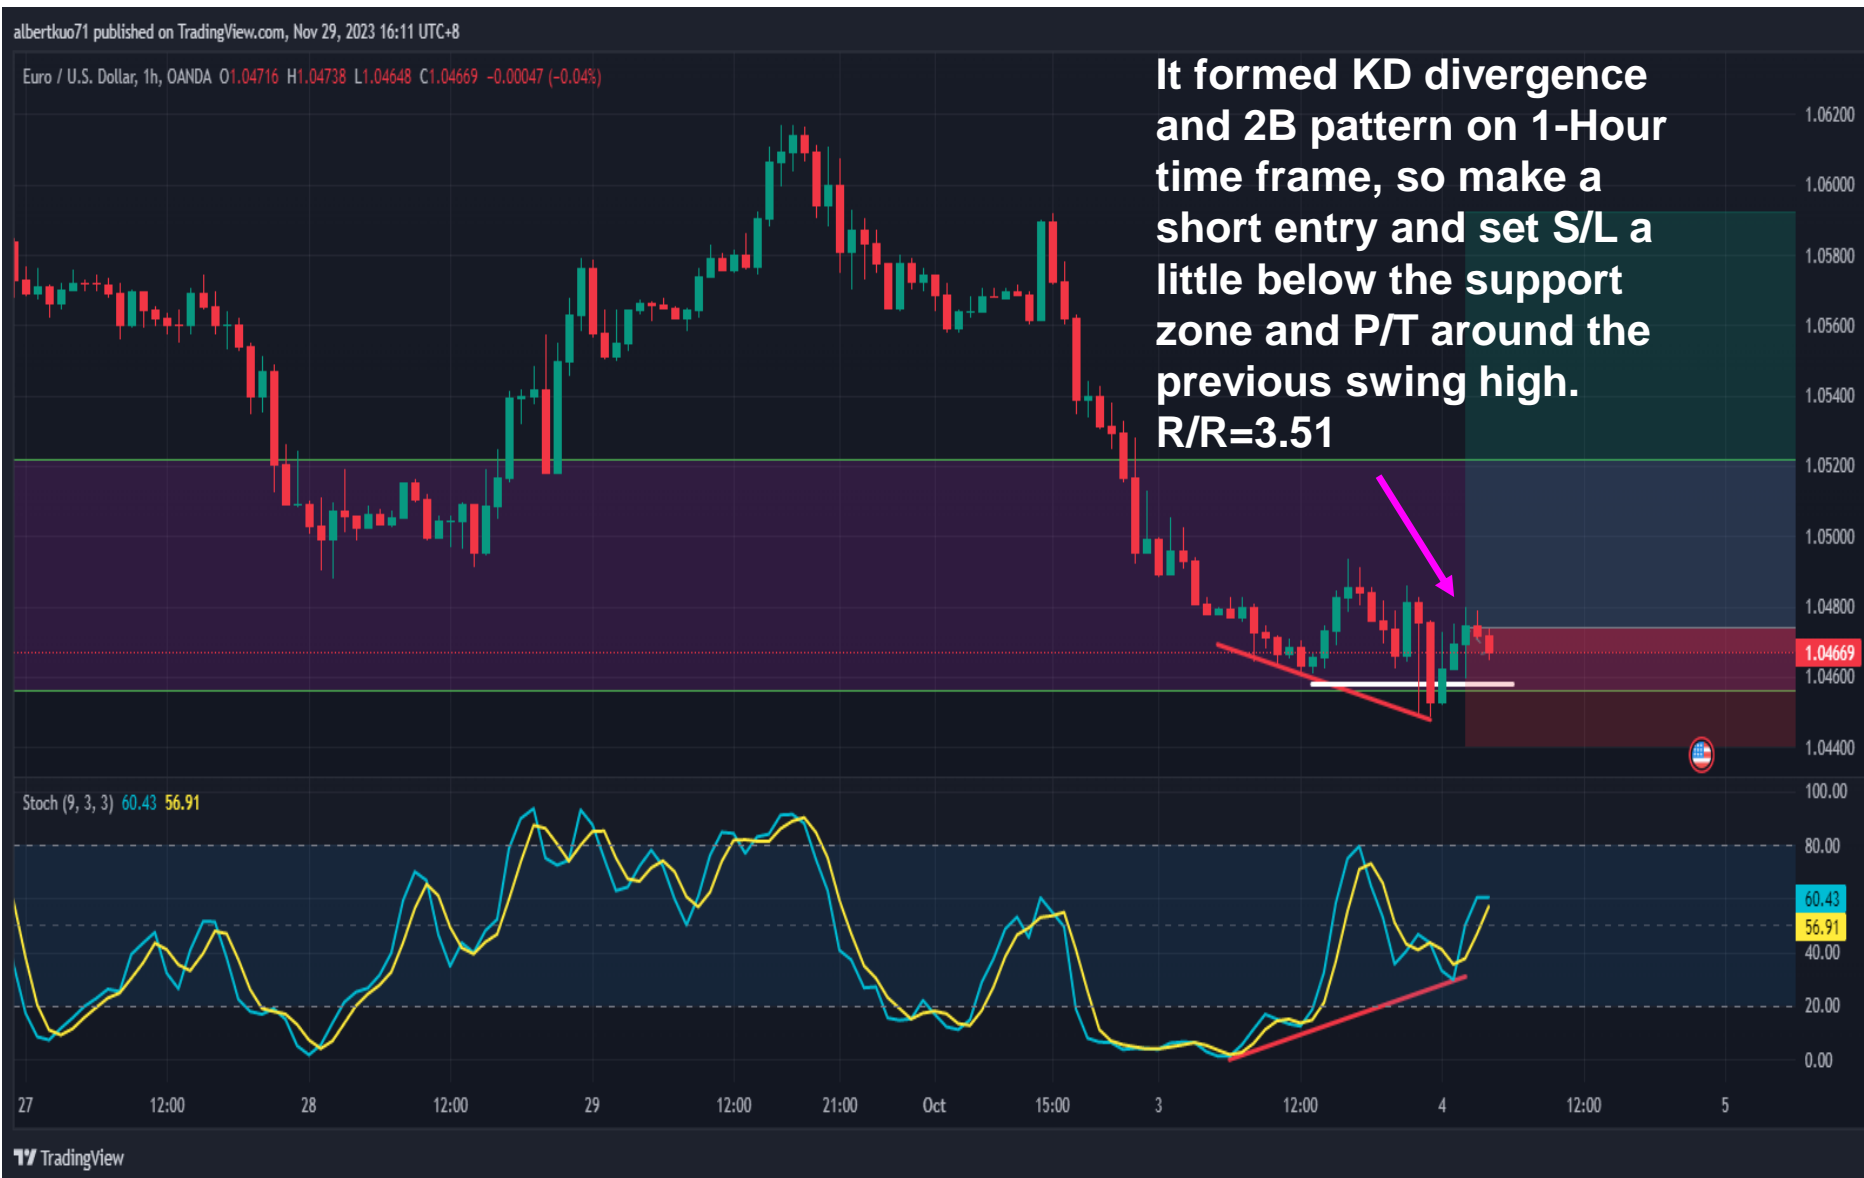 albertkuo71 published on TradingView.com, Nov 29, 2023 16:11 UTC+8
Euro / U.S. Dollar, 1h, OANDA O1.04716 H1.04738 L1.04648 C1.04669 −0.00047 (−0.04%)
It formed KD divergence
and 2B pattern on 1-Hour
time frame, so make a
short entry and set S/L a
little below the support
zone and P/T around the
previous swing high.
R/R=3.51
1.06200
1.06000
1.05800
1.05600
1.05400
1.05200
1.05000
1.04800
1.04669
1.04600
1.04400
Stoch (9, 3, 3) 60.43 56.91
100.00
80.00
60.43
56.91
40.00
20.00
0.00
27 12:00 28 12:00 29 12:00 21:00 Oct 15:00 3 12:00 4 12:00 5
TradingView